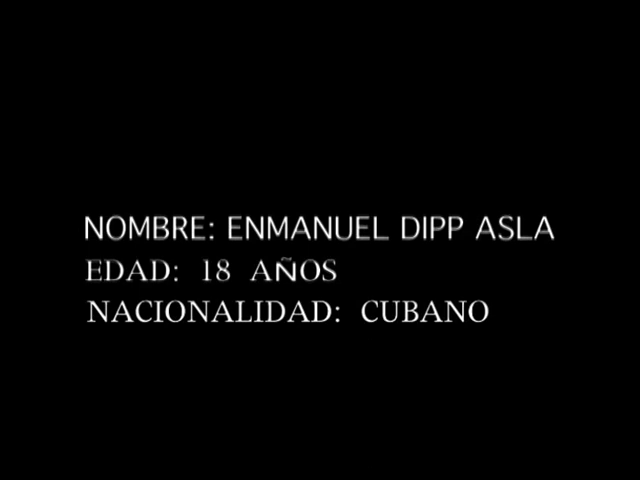 NOMBRE: ENMANUEL DIPP ASLA
EDAD: 18 AÑOS
NACIONALIDAD: CUBANO